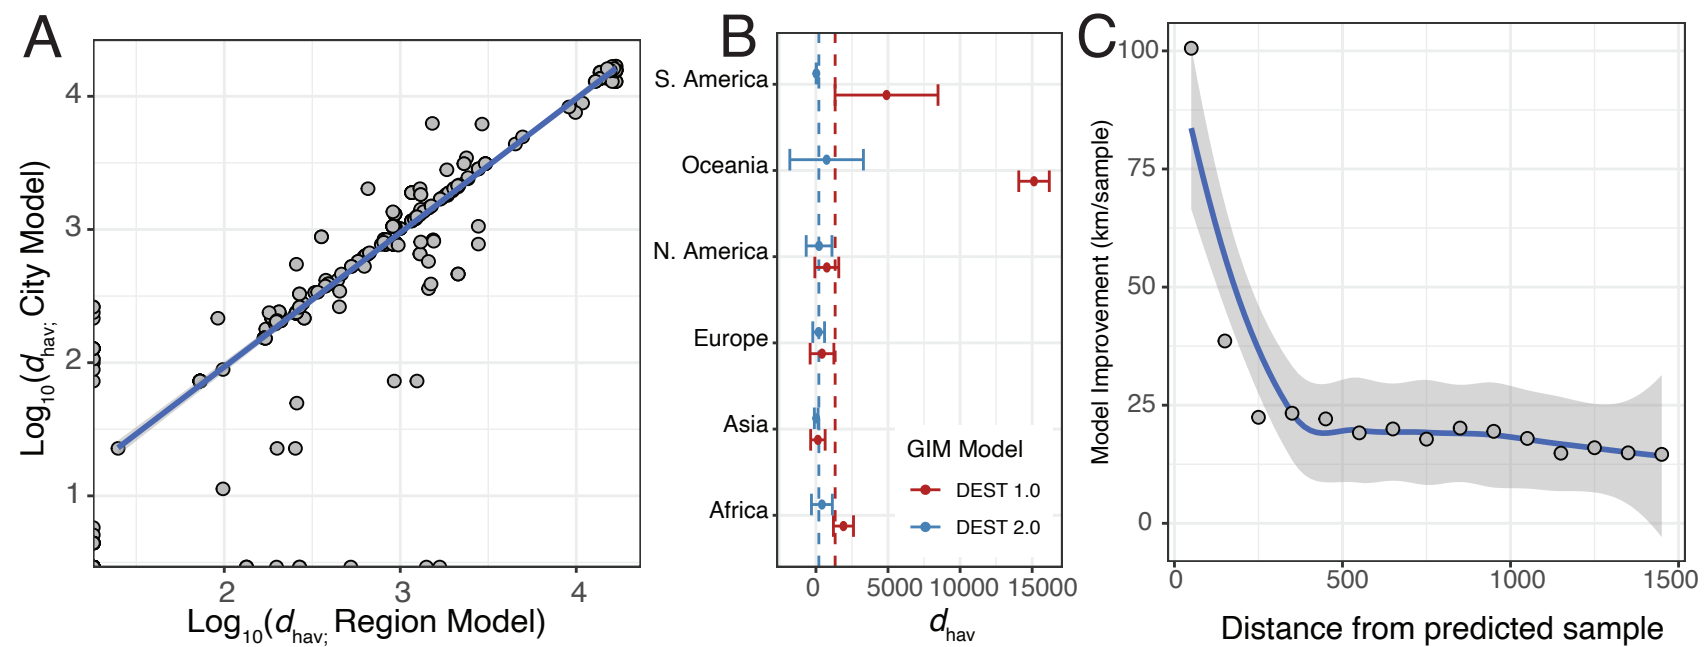 A
Log10(dhav; City Model)
4
3
2
1
2
3
4
Log10(dhav; Region Model)
B
S. America
Oceania
N. America
Europe
Asia
Africa
GIM Model
DEST 1.0
DEST 2.0
0
5000
10000
15000
dhav
C
Model Improvement (km/sample)
100
75
50
25
0
0
500
1000
1500
Distance from predicted sample